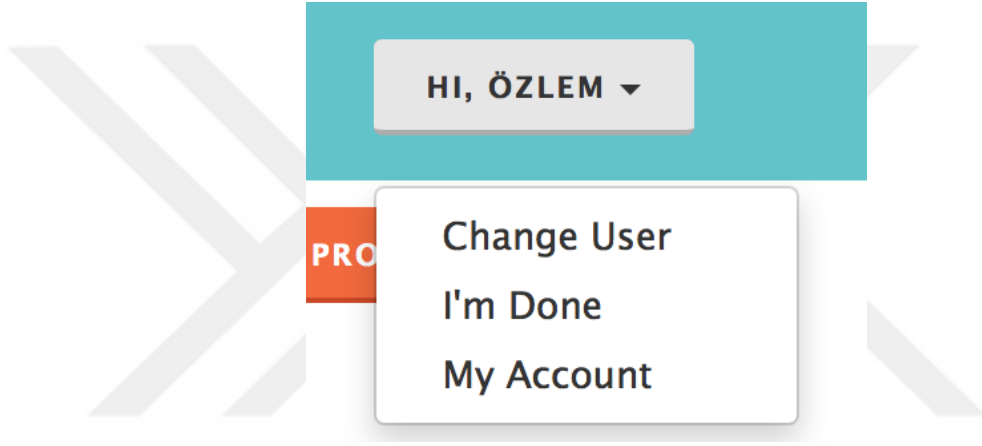 HI, ÖZLEM
PRO
Change User
I'm Done
My Account